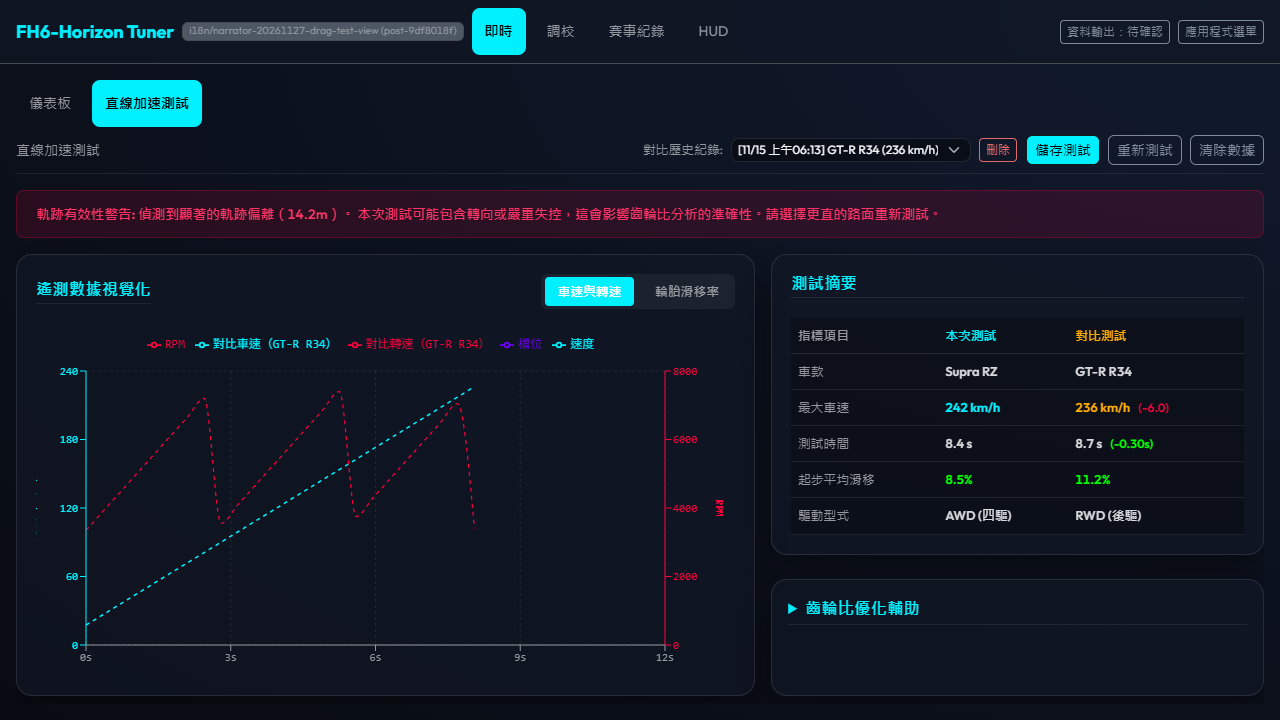 FH6-Horizon Tuner
i18n/narrator-20261127-drag-test-view (post-9df8018f)
即時
調校
賽事紀錄
HUD
資料輸出：待確認
應用程式選單
儀表板
直線加速測試
直線加速測試
對比歷史紀錄:
[11/15 上午06:13] GT-R R34 (236 km/h)
刪除
儲存測試
重新測試
清除數據
軌跡有效性警告: 偵測到顯著的軌跡偏離（14.2m）。本次測試可能包含轉向或嚴重失控，這會影響齒輪比分析的準確性。請選擇更直的路面重新測試。
遙測數據視覺化
車速與轉速
輪胎滑移率
RPM
對比車速 (GT-R R34)
對比轉速 (GT-R R34)
檔位
速度
240
180
120
60
0
8000
6000
4000
2000
0
RPM
0s
3s
6s
9s
12s
測試摘要
指標項目 本次測試 對比測試
車款 Supra RZ GT-R R34
最大車速 242 km/h 236 km/h (-6.0)
測試時間 8.4 s 8.7 s (-0.30s)
起步平均滑移 8.5% 11.2%
驅動型式 AWD (四驅) RWD (後驅)
▶ 齒輪比優化輔助